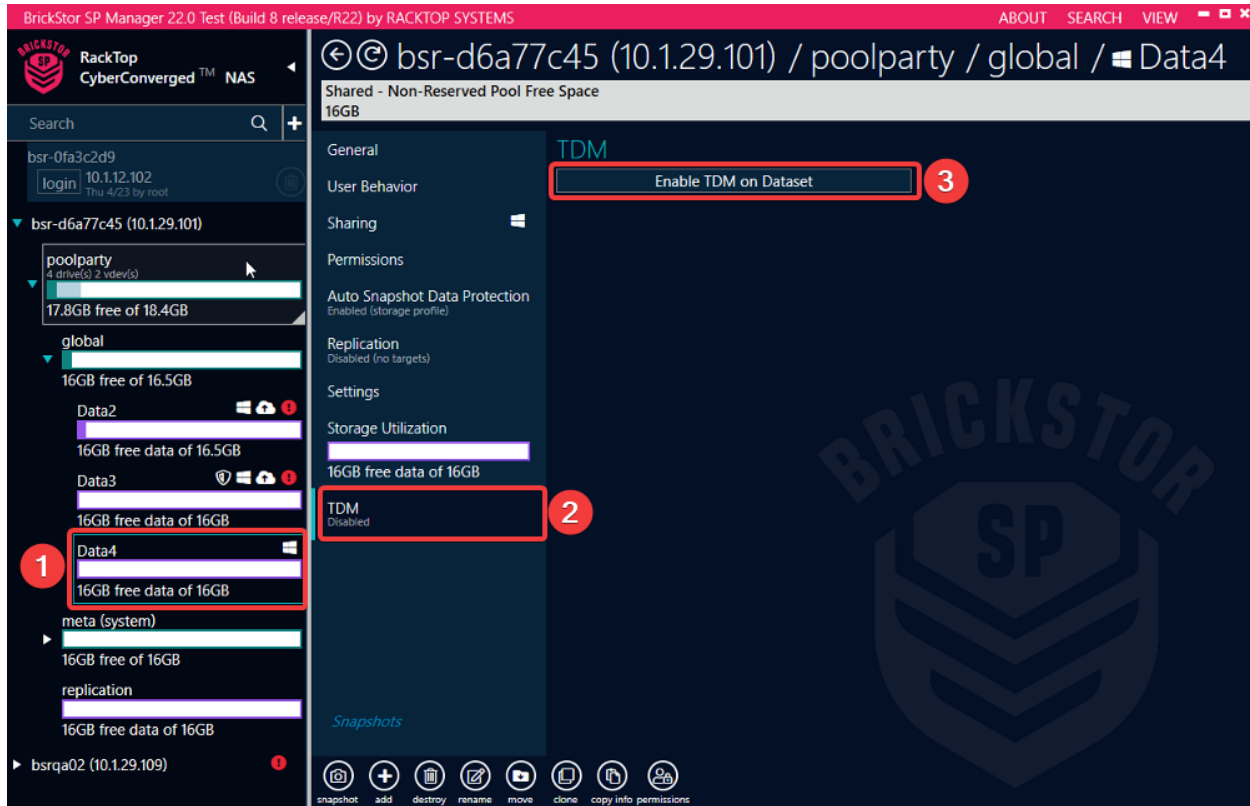 BrickStor SP Manager 22.0 Test (Build 8 release/R22) by RACKTOP SYSTEMS
ABOUT SEARCH VIEW
BRICKSTOR
SP
RackTop
CyberConverged TM NAS
Search
bsr-0fa3c2d9
login 10.1.12.102
Thu 4/23 by root
bsr-d6a77c45 (10.1.29.101)
poolparty
4 drive(s) 2 vdev(s)
17.8GB free of 18.4GB
global
16GB free of 16.5GB
Data2
16GB free data of 16.5GB
Data3
16GB free data of 16GB
1
Data4
16GB free data of 16GB
meta (system)
16GB free of 16GB
replication
16GB free data of 16GB
bsrqa02 (10.1.29.109)
bsr-d6a77c45 (10.1.29.101) / poolparty / global / Data4
Shared - Non-Reserved Pool Free Space
16GB
General
User Behavior
Sharing
Permissions
Auto Snapshot Data Protection
Enabled (storage profile)
Replication
Disabled (no targets)
Settings
Storage Utilization
16GB free data of 16GB
TDM
Disabled
2
Snapshots
TDM
Enable TDM on Dataset
3
BRICKSTOR
SP
snapshot add destroy rename move clone copy info permissions